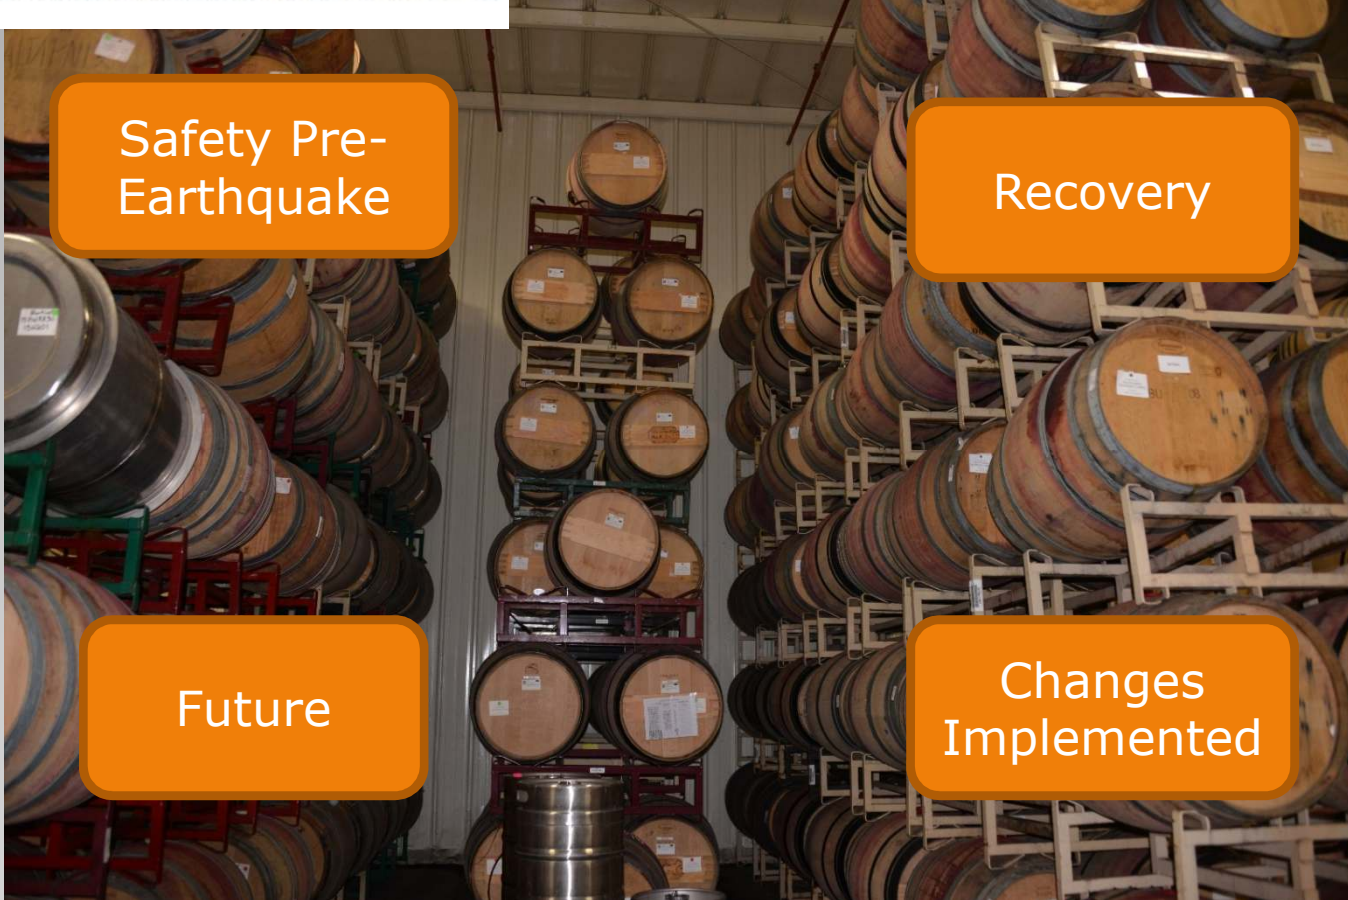 Safety Pre-
Earthquake
Recovery
Future
Changes
Implemented